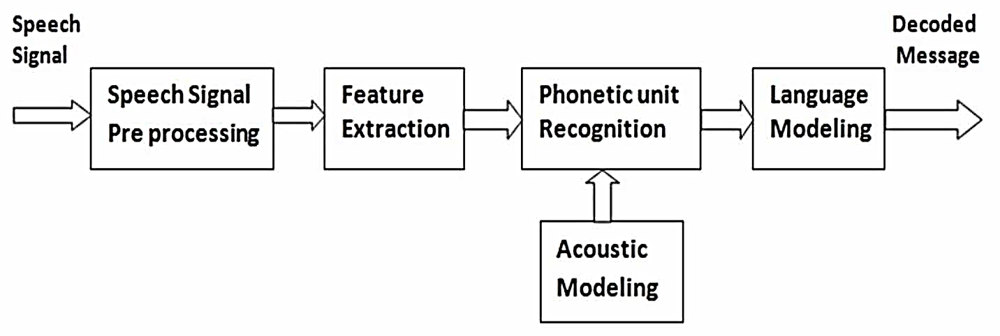 Speech
Signal
Decoded
Message
Speech Signal
Pre processing
Feature
Extraction
Phonetic unit
Recognition
Language
Modeling
Acoustic
Modeling